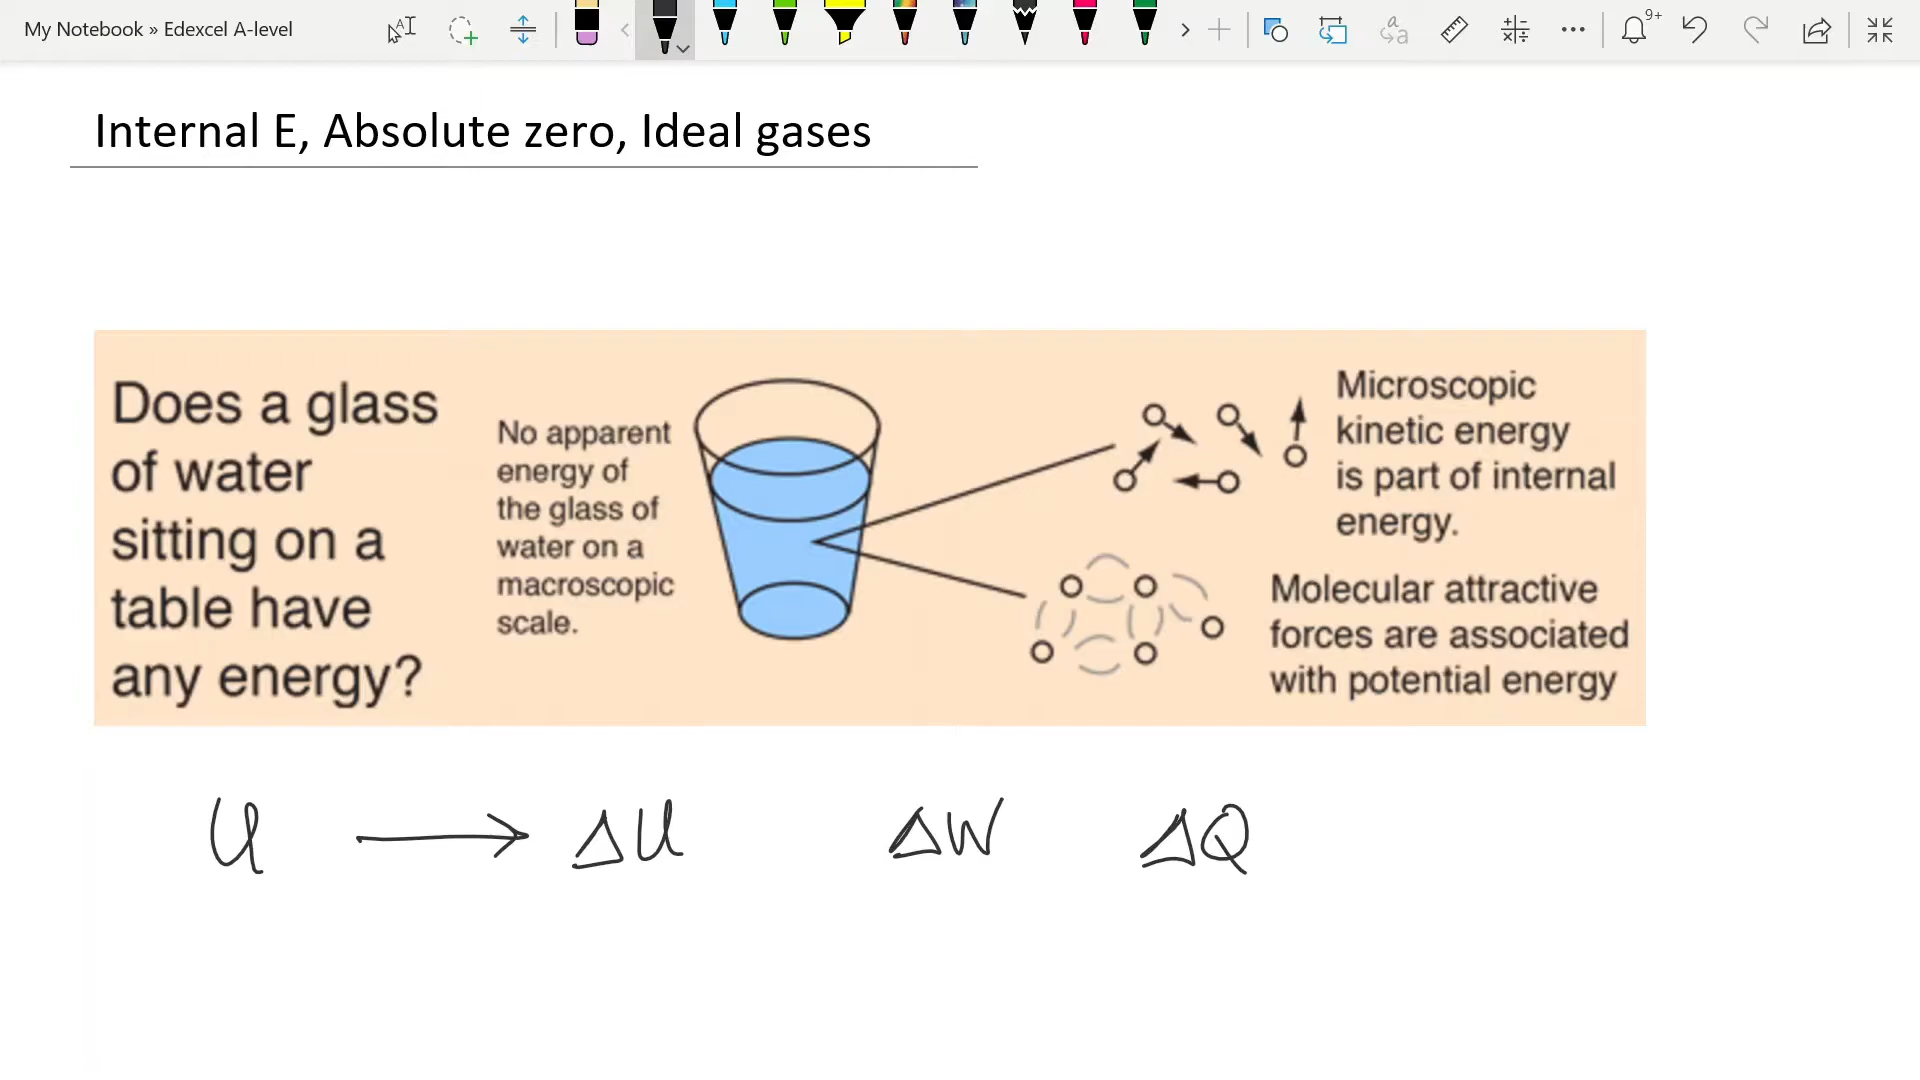 My Notebook » Edexcel A-level
9+
Internal E, Absolute zero, Ideal gases
Does a glass
of water
sitting on a
table have
any energy?
No apparent
energy of
the glass of
water on a
macroscopic
scale.
Microscopic
kinetic energy
is part of internal
energy.
Molecular attractive
forces are associated
with potential energy
U → ΔU ΔW ΔQ